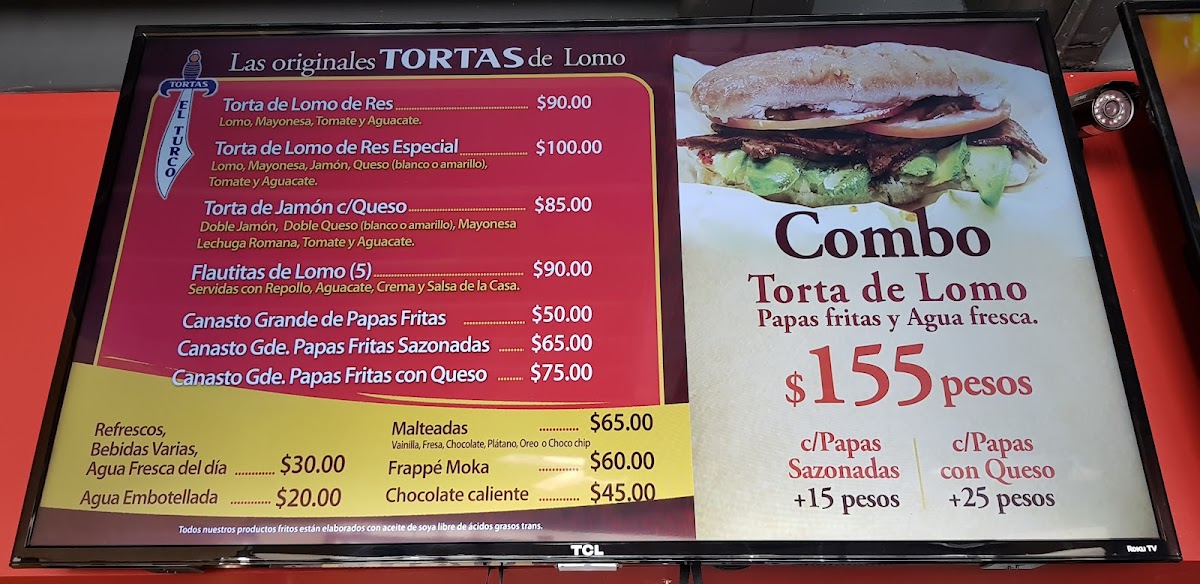 Las originales TORTAS de Lomo
TORTAS
EL TURCO
Torta de Lomo de Res $90.00
Lomo, Mayonesa, Tomate y Aguacate.
Torta de Lomo de Res Especial $100.00
Lomo, Mayonesa, Jamón, Queso (blanco o amarillo),
Tomate y Aguacate.
Torta de Jamón c/Queso $85.00
Doble Jamón, Doble Queso (blanco o amarillo), Mayonesa
Lechuga Romana, Tomate y Aguacate.
Flautitas de Lomo (5) $90.00
Servidas con Repollo, Aguacate, Crema y Salsa de la Casa.
Canasto Grande de Papas Fritas $50.00
Canasto Gde. Papas Fritas Sazonadas $65.00
Canasto Gde. Papas Fritas con Queso $75.00
Refrescos,
Bebidas Varias,
Agua Fresca del día $30.00
Agua Embotellada $20.00
Malteadas $65.00
Vainilla, Fresa, Chocolate, Plátano, Oreo o Choco chip
Frappé Moka $60.00
Chocolate caliente $45.00
Todos nuestros productos fritos están elaborados con aceite de soya libre de ácidos grasos trans.
Combo
Torta de Lomo
Papas fritas y Agua fresca.
$155 pesos
c/Papas
Sazonadas
+15 pesos
c/Papas
con Queso
+25 pesos
TCL
Roku TV